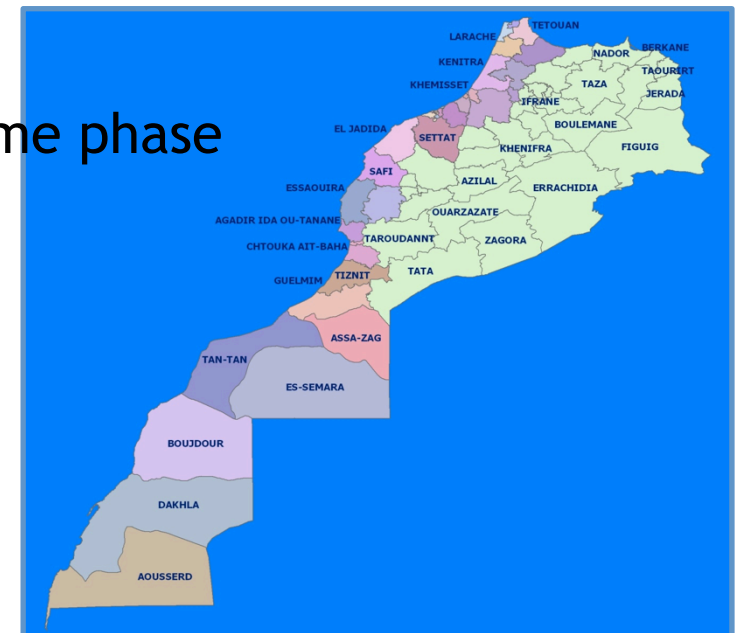 me phase
TETOUAN
LARACHE
NADOR
BERKANE
KENITRA
TAOURIRT
KHEMISSET
TAZA
JERADA
IFRANE
EL JADIDA
SETTAT
BOULEMANE
KHENIFRA
FIGUIG
SAFI
AZILAL
ESSAOUIRA
ERRACHIDIA
OUARZAZATE
AGADIR IDA OU-TANANE
TAROUDANNT
ZAGORA
CHTOUKA AIT-BAHA
TATA
TIZNIT
GUELMIM
ASSA-ZAG
TAN-TAN
ES-SEMARA
BOUJDOUR
DAKHLA
AOUSSERD